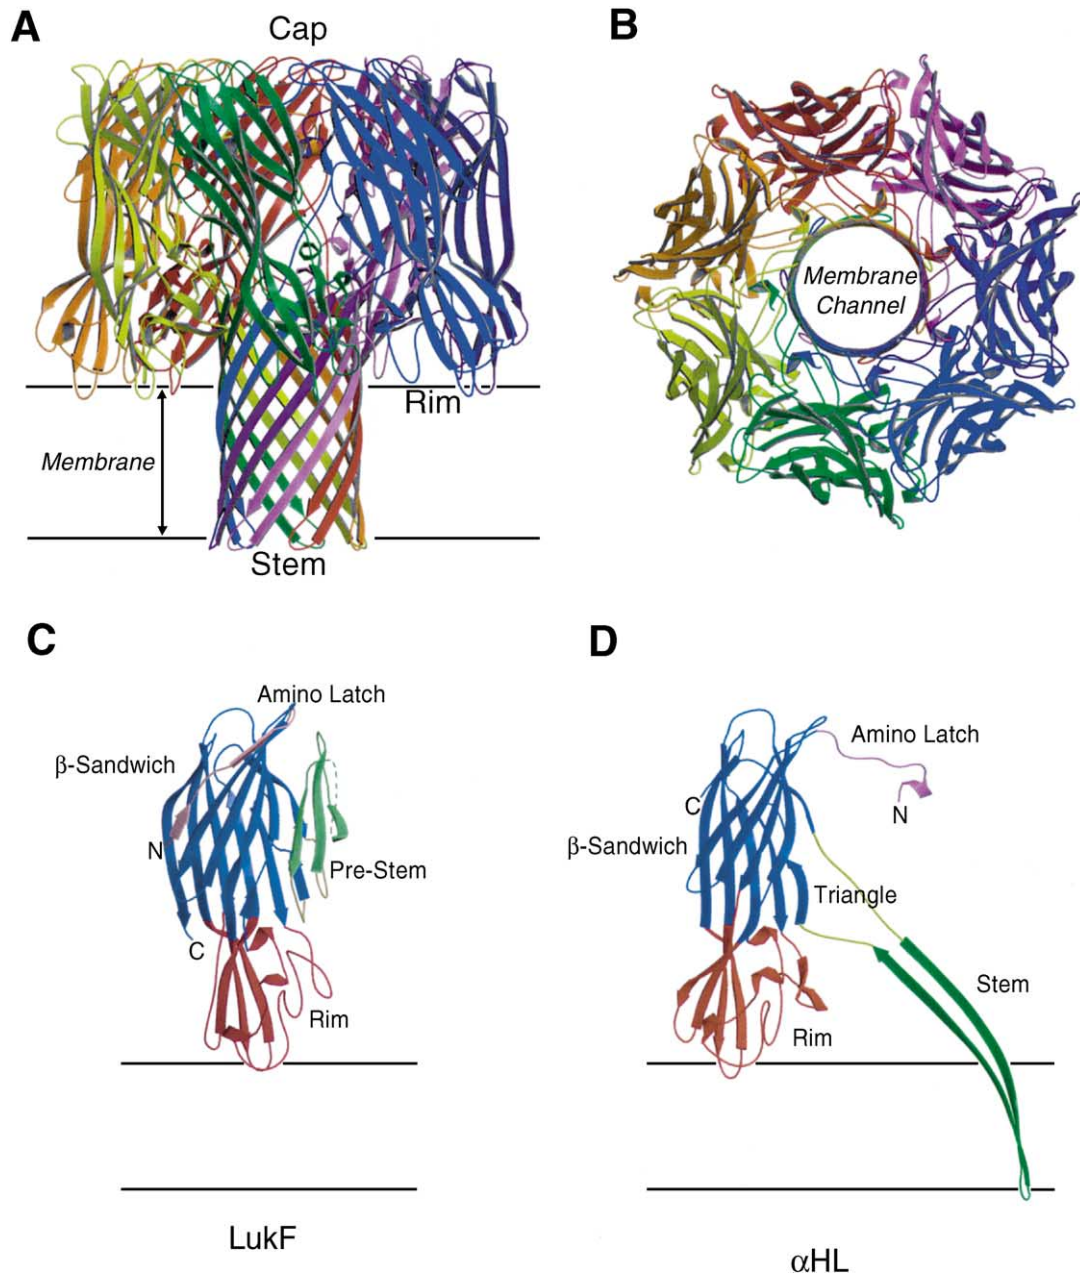 A
Cap
Rim
Membrane
Stem
B
Membrane
Channel
C
Amino Latch
β-Sandwich
N
Pre-Stem
C
Rim
LukF
D
Amino Latch
C
N
β-Sandwich
Triangle
Stem
Rim
αHL